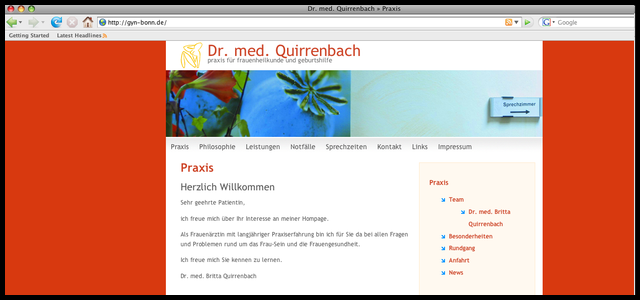 Dr. med. Quirrenbach » Praxis
http://gyn-bonn.de/
Google
Getting Started Latest Headlines
Dr. med. Quirrenbach
praxis für frauenheilkunde und geburtshilfe
Sprechzimmer
Praxis Philosophie Leistungen Notfälle Sprechzeiten Kontakt Links Impressum
Praxis
Herzlich Willkommen
Sehr geehrte Patientin,
ich freue mich über Ihr Interesse an meiner Hompage.
Als Frauenärztin mit langjähriger Praxiserfahrung bin ich für Sie da bei allen Fragen
und Problemen rund um das Frau-Sein und die Frauengesundheit.
Ich freue mich Sie kennen zu lernen.
Dr. med. Britta Quirrenbach
Praxis
Team
Dr. med. Britta
Quirrenbach
Besonderheiten
Rundgang
Anfahrt
News